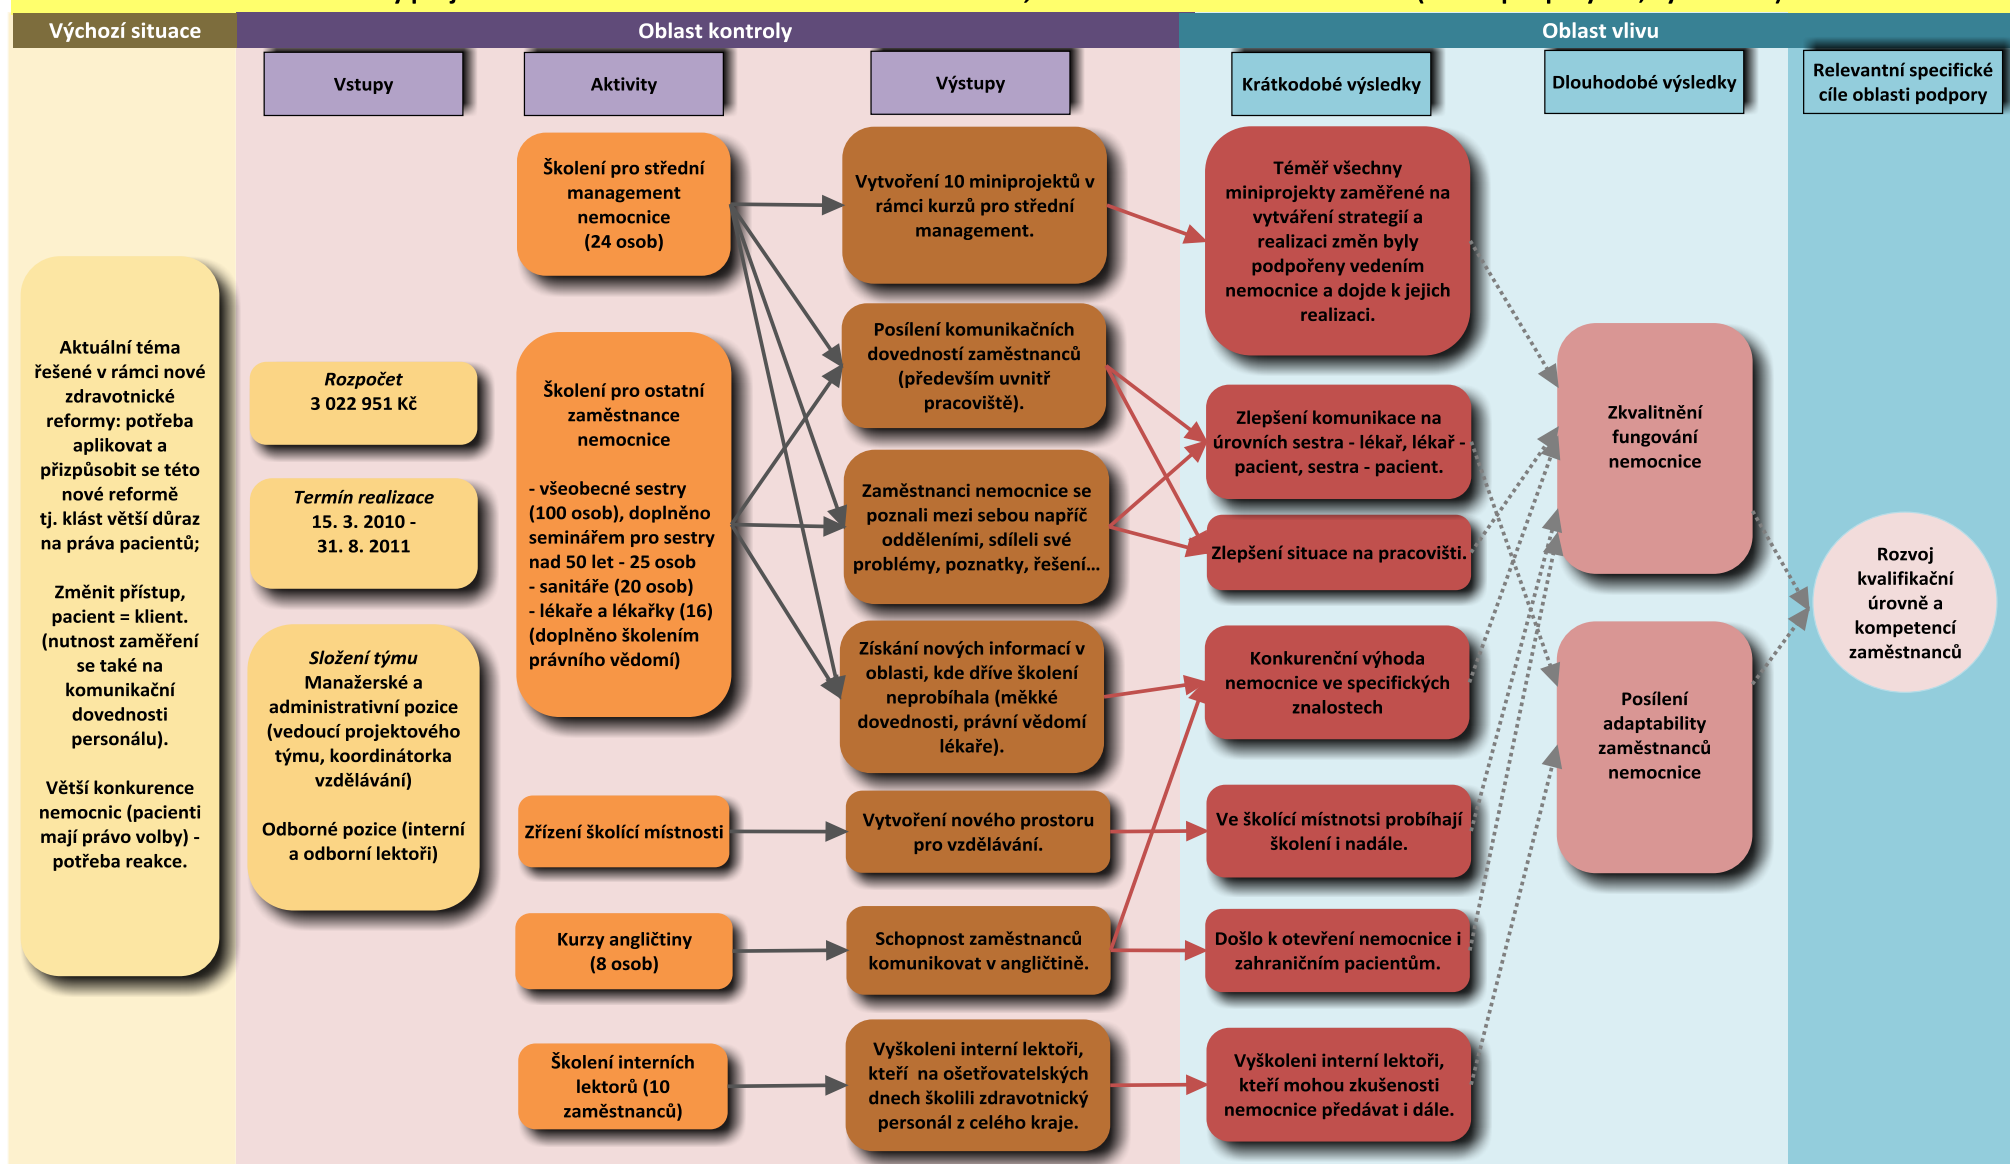 Výchozí situace
Oblast kontroly
Oblast vlivu
Vstupy
Aktivity
Výstupy
Krátkodobé výsledky
Dlouhodobé výsledky
Relevantní specifické
cíle oblasti podpory
Aktuální téma
řešené v rámci nové
zdravotnické
reformy: potřeba
aplikovat a
přizpůsobit se této
nové reformě
tj. klást větší důraz
na práva pacientů;
Změnit přístup,
pacient = klient.
(nutnost zaměření
se také na
komunikační
dovednosti
personálu).
Větší konkurence
nemocnic (pacienti
mají právo volby) -
potřeba reakce.
Rozpočet
3 022 951 Kč
Termín realizace
15. 3. 2010 -
31. 8. 2011
Složení týmu
Manažerské a
administrativní pozice
(vedoucí projektového
týmu, koordinátorka
vzdělávání)
Odborné pozice (interní
a odborní lektoři)
Školení pro střední
management
nemocnice
(24 osob)
Školení pro ostatní
zaměstnance
nemocnice
- všeobecné sestry
(100 osob), doplněno
seminářem pro sestry
nad 50 let - 25 osob
- sanitáře (20 osob)
- lékaře a lékařky (16)
(doplněno školením
právního vědomí)
Zřízení školící místnosti
Kurzy angličtiny
(8 osob)
Školení interních
lektorů (10
zaměstnanců)
Vytvoření 10 miniprojektů v
rámci kurzů pro střední
management.
Posílení komunikačních
dovedností zaměstnanců
(především uvnitř
pracoviště).
Zaměstnanci nemocnice se
poznali mezi sebou napříč
odděleními, sdíleli své
problémy, poznatky, řešení...
Získání nových informací v
oblasti, kde dříve školení
neprobíhala (měkké
dovednosti, právní vědomí
lékaře).
Vytvoření nového prostoru
pro vzdělávání.
Schopnost zaměstnanců
komunikovat v angličtině.
Vyškoleni interní lektoři,
kteří na ošetřovatelských
dnech školili zdravotnický
personál z celého kraje.
Téměř všechny
miniprojekty zaměřené na
vytváření strategií a
realizaci změn byly
podpořeny vedením
nemocnice a dojde k jejich
realizaci.
Zlepšení komunikace na
úrovních sestra - lékař, lékař -
pacient, sestra - pacient.
Zlepšení situace na pracovišti.
Konkurenční výhoda
nemocnice ve specifických
znalostech
Ve školící místnotsi probíhají
školení i nadále.
Došlo k otevření nemocnice i
zahraničním pacientům.
Vyškoleni interní lektoři,
kteří mohou zkušenosti
nemocnice předávat i dále.
Zkvalitnění
fungování
nemocnice
Posílení
adaptability
zaměstnanců
nemocnice
Rozvoj
kvalifikační
úrovně a
kompetencí
zaměstnanců